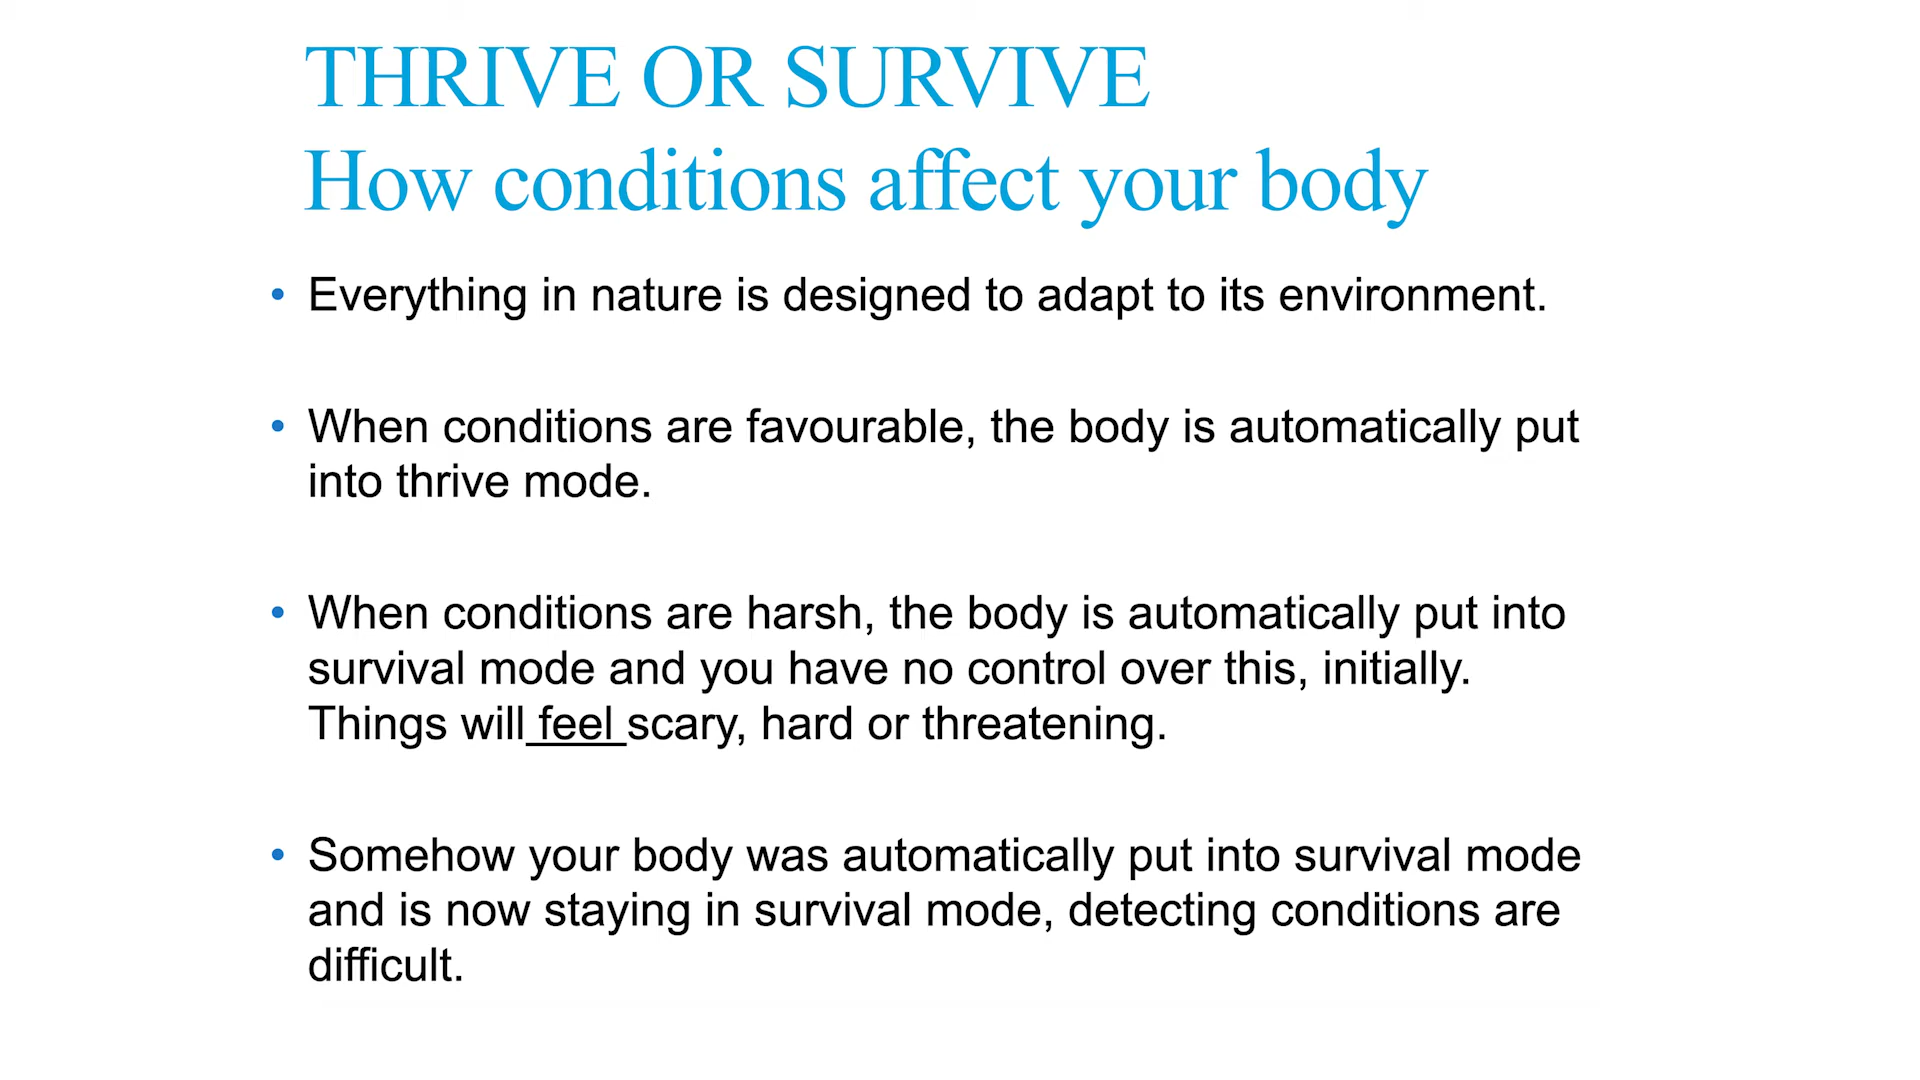 THRIVE OR SURVIVE
How conditions affect your body
• Everything in nature is designed to adapt to its environment.
• When conditions are favourable, the body is automatically put
into thrive mode.
• When conditions are harsh, the body is automatically put into
survival mode and you have no control over this, initially.
Things will feel scary, hard or threatening.
• Somehow your body was automatically put into survival mode
and is now staying in survival mode, detecting conditions are
difficult.